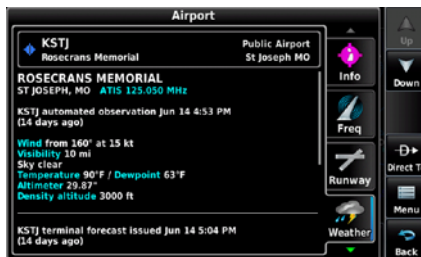 Airport
KSTJ
Public Airport
Rosecrans Memorial
St Joseph MO
ROSECRANS MEMORIAL
ST JOSEPH, MO ATIS 125.050 MHz
KSTJ automated observation Jun 14 4:53 PM
(14 days ago)
Wind from 160° at 15 kt
Visibility 10 mi
Sky clear
Temperature 90°F / Dewpoint 63°F
Altimeter 29.87"
Density altitude 3000 ft
KSTJ terminal forecast issued Jun 14 5:04 PM
(14 days ago)
Info
Freq
Runway
Weather
Up
Down
Direct T
Menu
Back